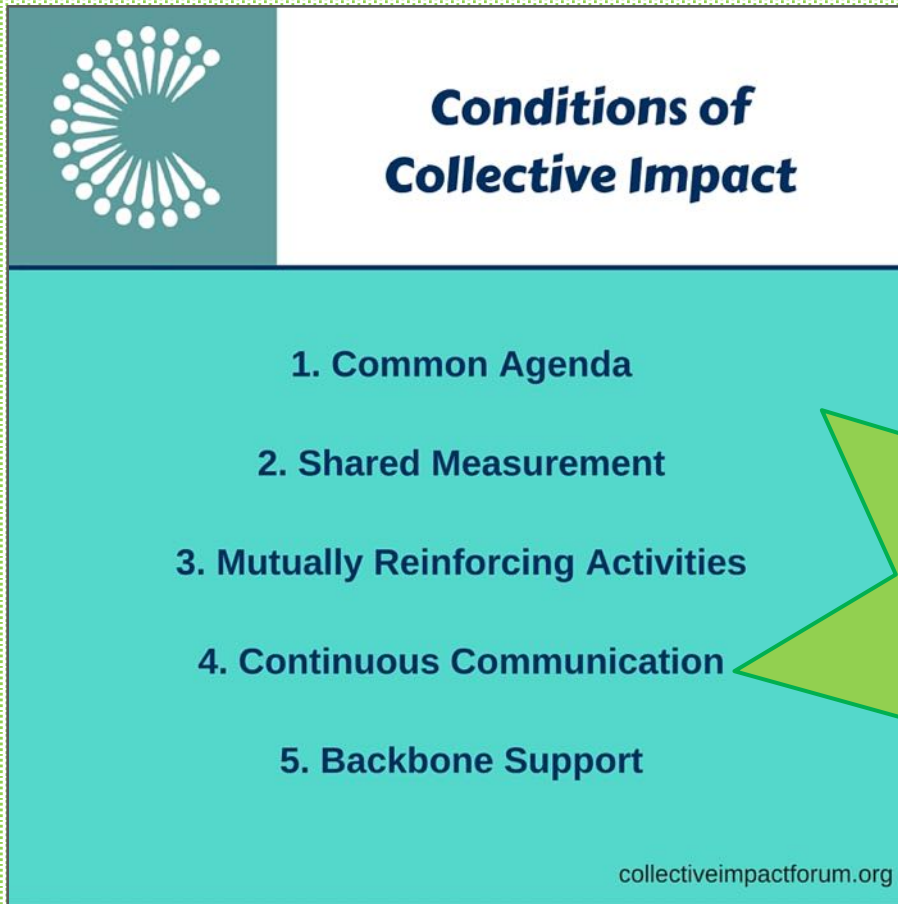 Conditions of
Collective Impact
1. Common Agenda
2. Shared Measurement
3. Mutually Reinforcing Activities
4. Continuous Communication
5. Backbone Support
collectiveimpactforum.org